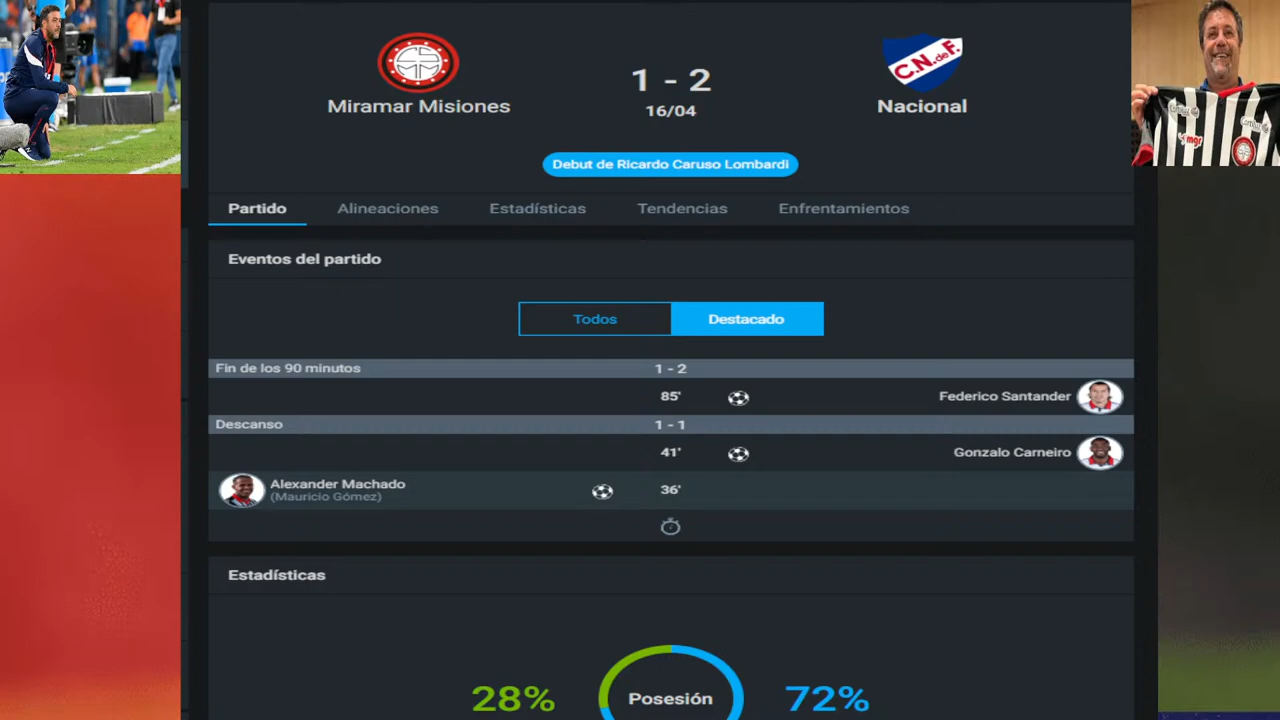 C.N.de F.
CSMM
1 - 2
Miramar Misiones
Nacional
16/04
Debut de Ricardo Caruso Lombardi
Partido
Alineaciones
Estadísticas
Tendencias
Enfrentamientos
Eventos del partido
Todos
Destacado
Fin de los 90 minutos
1 - 2
85'
Federico Santander
Descanso
1 - 1
41'
Gonzalo Carneiro
Alexander Machado
(Mauricio Gómez)
36'
Estadísticas
28%
Posesión
72%